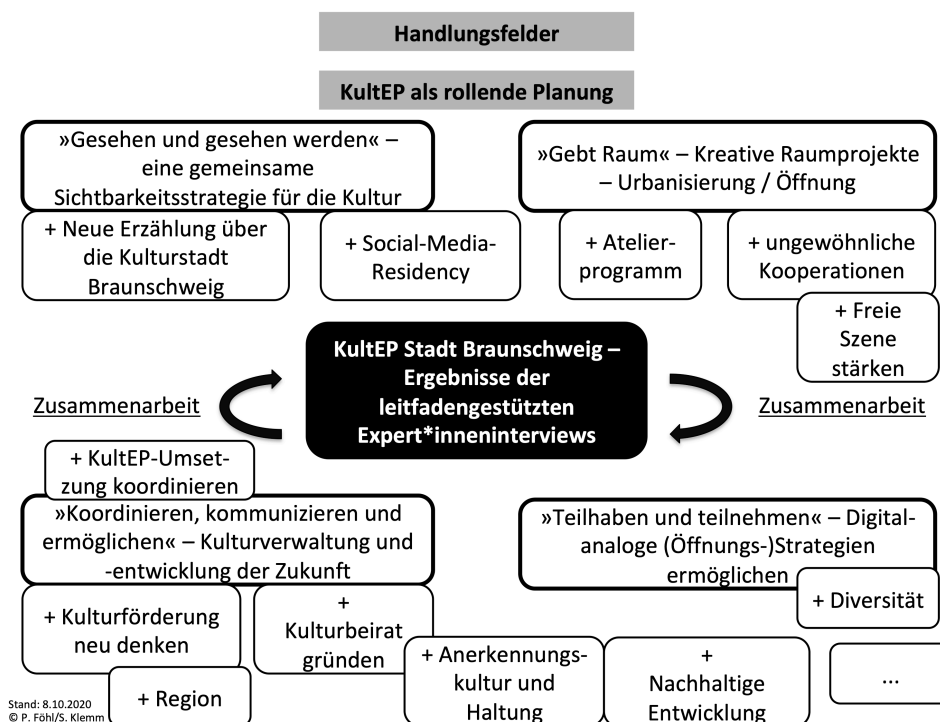 Handlungsfelder
KultEP als rollende Planung
»Gesehen und gesehen werden« –
eine gemeinsame
Sichtbarkeitsstrategie für die Kultur
+ Neue Erzählung über
die Kulturstadt
Braunschweig
+ Social-Media-
Residency
»Gebt Raum« – Kreative Raumprojekte
– Urbanisierung / Öffnung
+ Atelier-
programm
+ ungewöhnliche
Kooperationen
+ Freie
Szene
stärken
KultEP Stadt Braunschweig –
Ergebnisse der
leitfadengestützten
Expert*inneninterviews
Zusammenarbeit
Zusammenarbeit
+ KultEP-Umset-
zung koordinieren
»Koordinieren, kommunizieren und
ermöglichen« – Kulturverwaltung und
-entwicklung der Zukunft
+ Kulturförderung
neu denken
+
Kulturbeirat
gründen
+ Region
»Teilhaben und teilnehmen« – Digital-
analoge (Öffnungs-)Strategien
ermöglichen
+ Diversität
+ Anerkennungs-
kultur und
Haltung
+
Nachhaltige
Entwicklung
...
Stand: 8.10.2020
© P. Föhl/S. Klemm